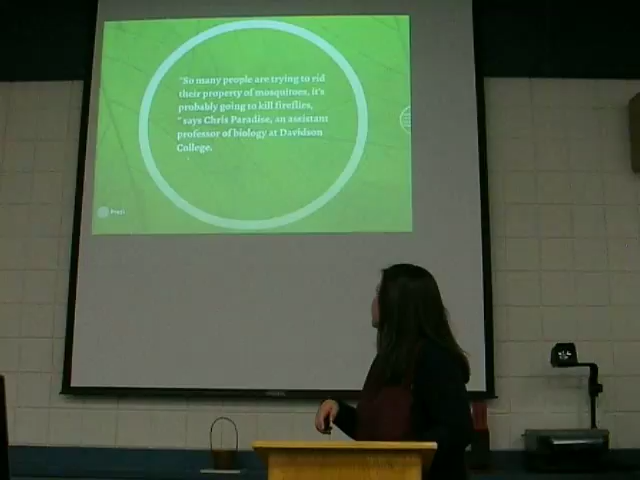 "So many people are trying to rid
their property of mosquitoes, it's
probably going to kill fireflies,
" says Chris Paradise, an assistant
professor of biology at Davidson
College.
Prezi